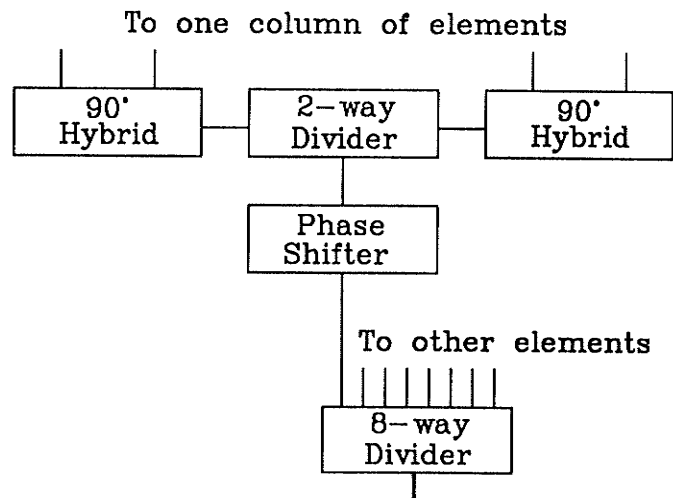 To one column of elements
90°
Hybrid
2-way
Divider
90°
Hybrid
Phase
Shifter
To other elements
8-way
Divider